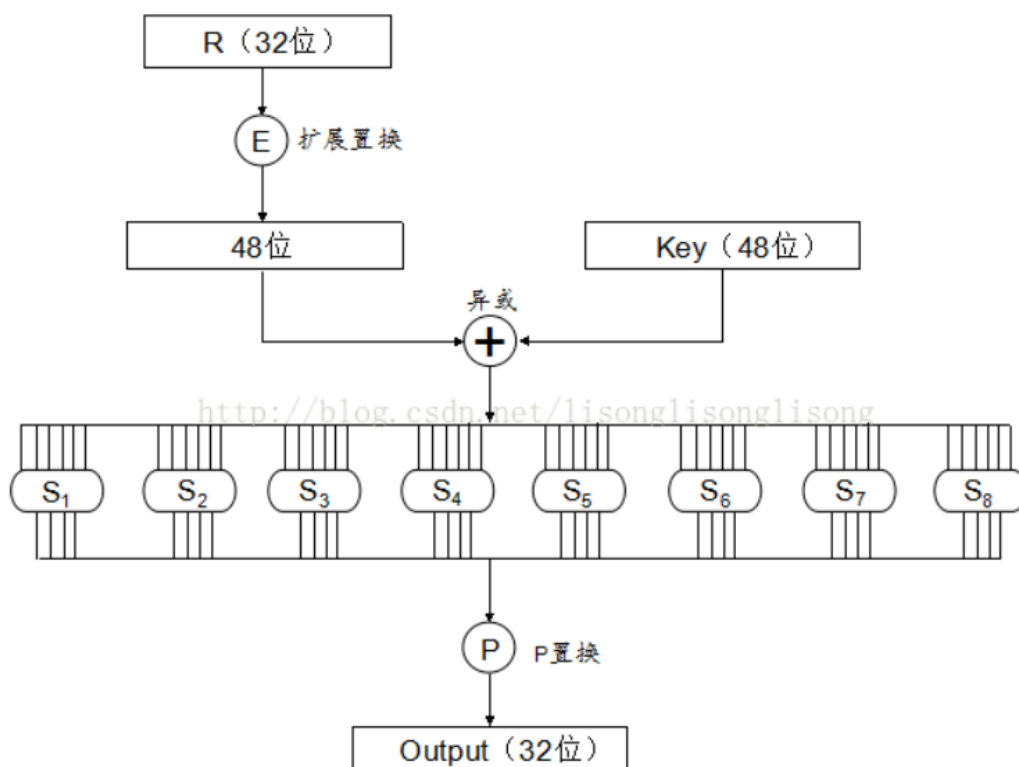 R（32位）
E
扩展置换
48位
Key（48位）
异或
+
http://blog.csdn.net/lisonglisonglisong
S1 S2 S3 S4 S5 S6 S7 S8
P
P置换
Output（32位）